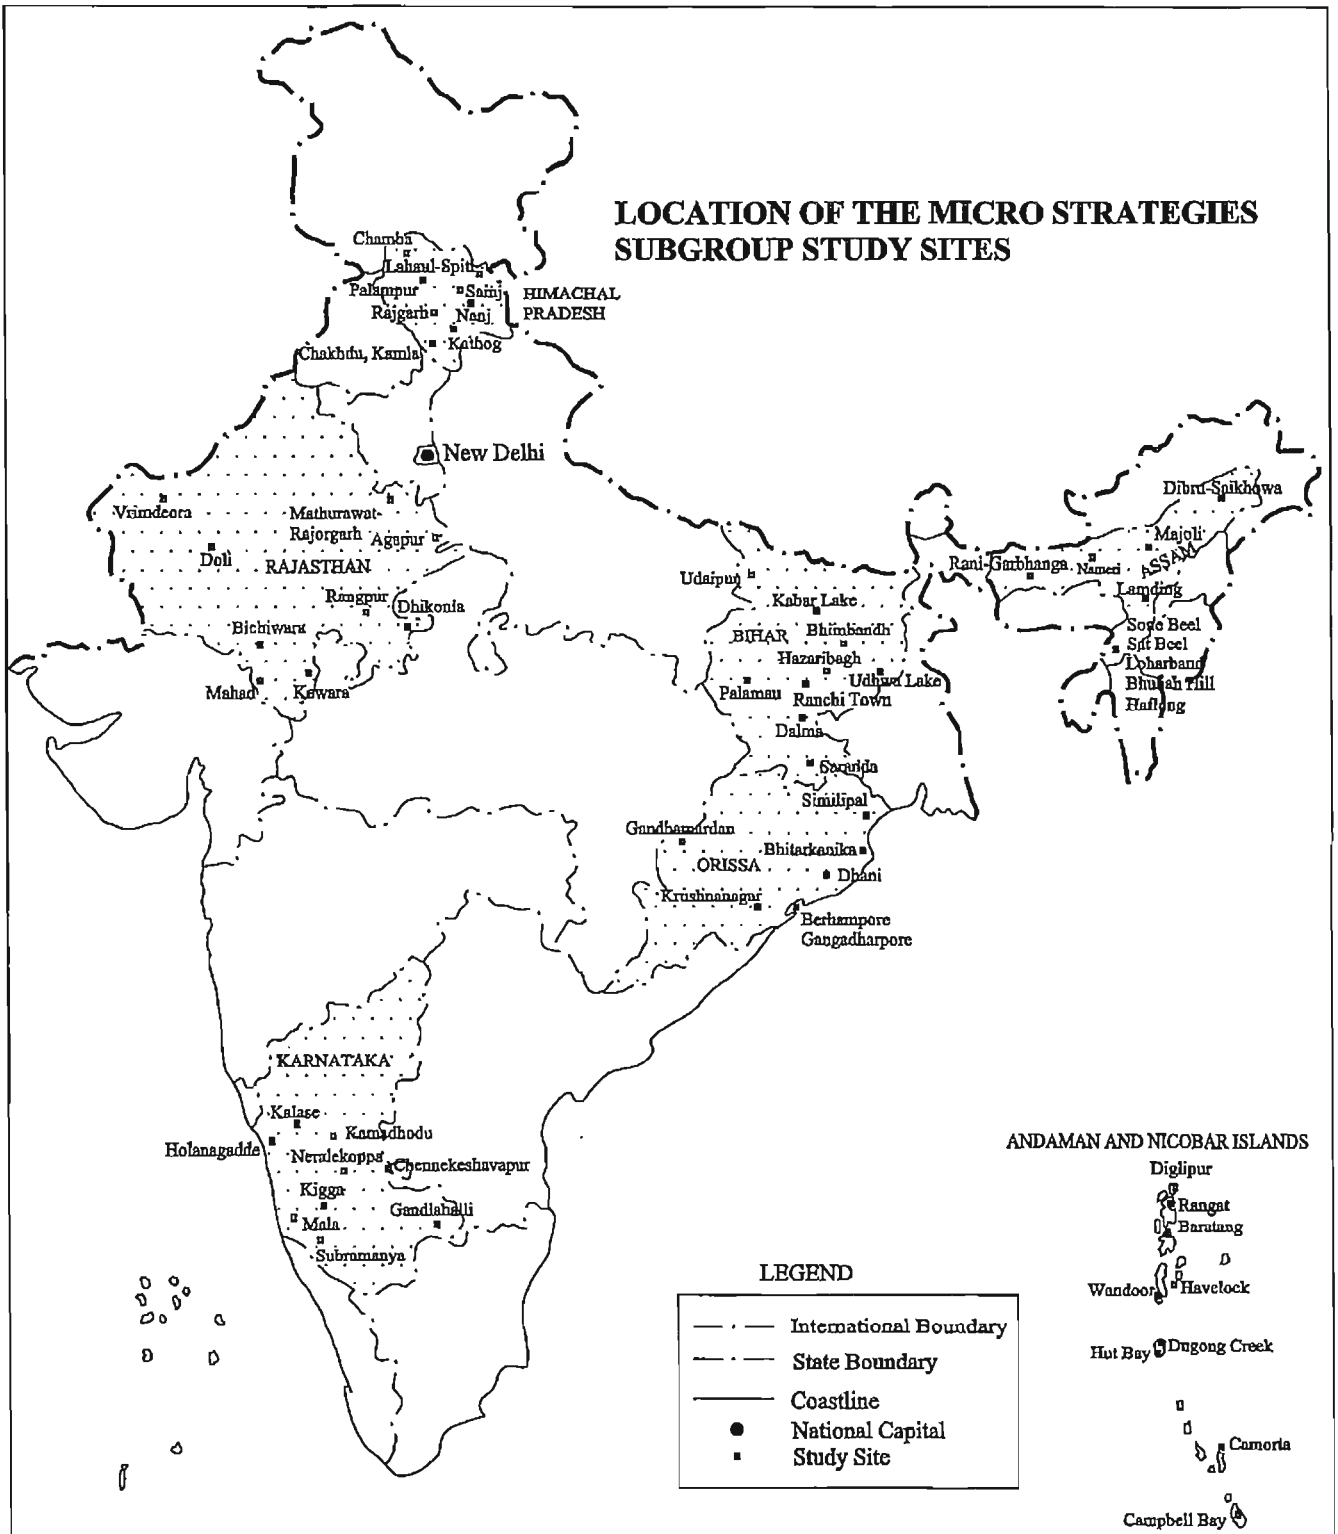 LOCATION OF THE MICRO STRATEGIES
SUBGROUP STUDY SITES
Chamba
Lahaul-Spiti
Palampur
Sainj
HIMACHAL
PRADESH
Rajgarh
Nanj
Kathog
Chakhdu, Kamla
New Delhi
Vrimdeora
Mathurawat-
Rajorgarh
Agapur
Doli
RAJASTHAN
Rangpur
Dhikonia
Bichiwara
Mahad
Kewara
Dibru-Saikhowa
Majoli
ASSAM
Rani-Garbhanga
Nameri
Lamding
Sone Beel
Sat Beel
Loharband
Bhuban Hill
Haflong
Udaipur
Kabar Lake
BIHAR
Bhimbandh
Hazaribagh
Udhwa Lake
Palamau
Ranchi Town
Dalma
Saranda
Similipal
Gandhamardan
Bhitarkanika
ORISSA
Dhani
Krushnanagar
Berhampore
Gangadharpore
KARNATAKA
Kalase
Kamadhodu
Holanagadde
Neralekoppa
Chennekeshavapur
Kigga
Gandlahalli
Mala
Subramanya
ANDAMAN AND NICOBAR ISLANDS
Diglipur
Rangat
Baratang
Wandoor
Havelock
Hut Bay
Dugong Creek
Camorta
Campbell Bay
LEGEND
International Boundary
State Boundary
Coastline
National Capital
Study Site